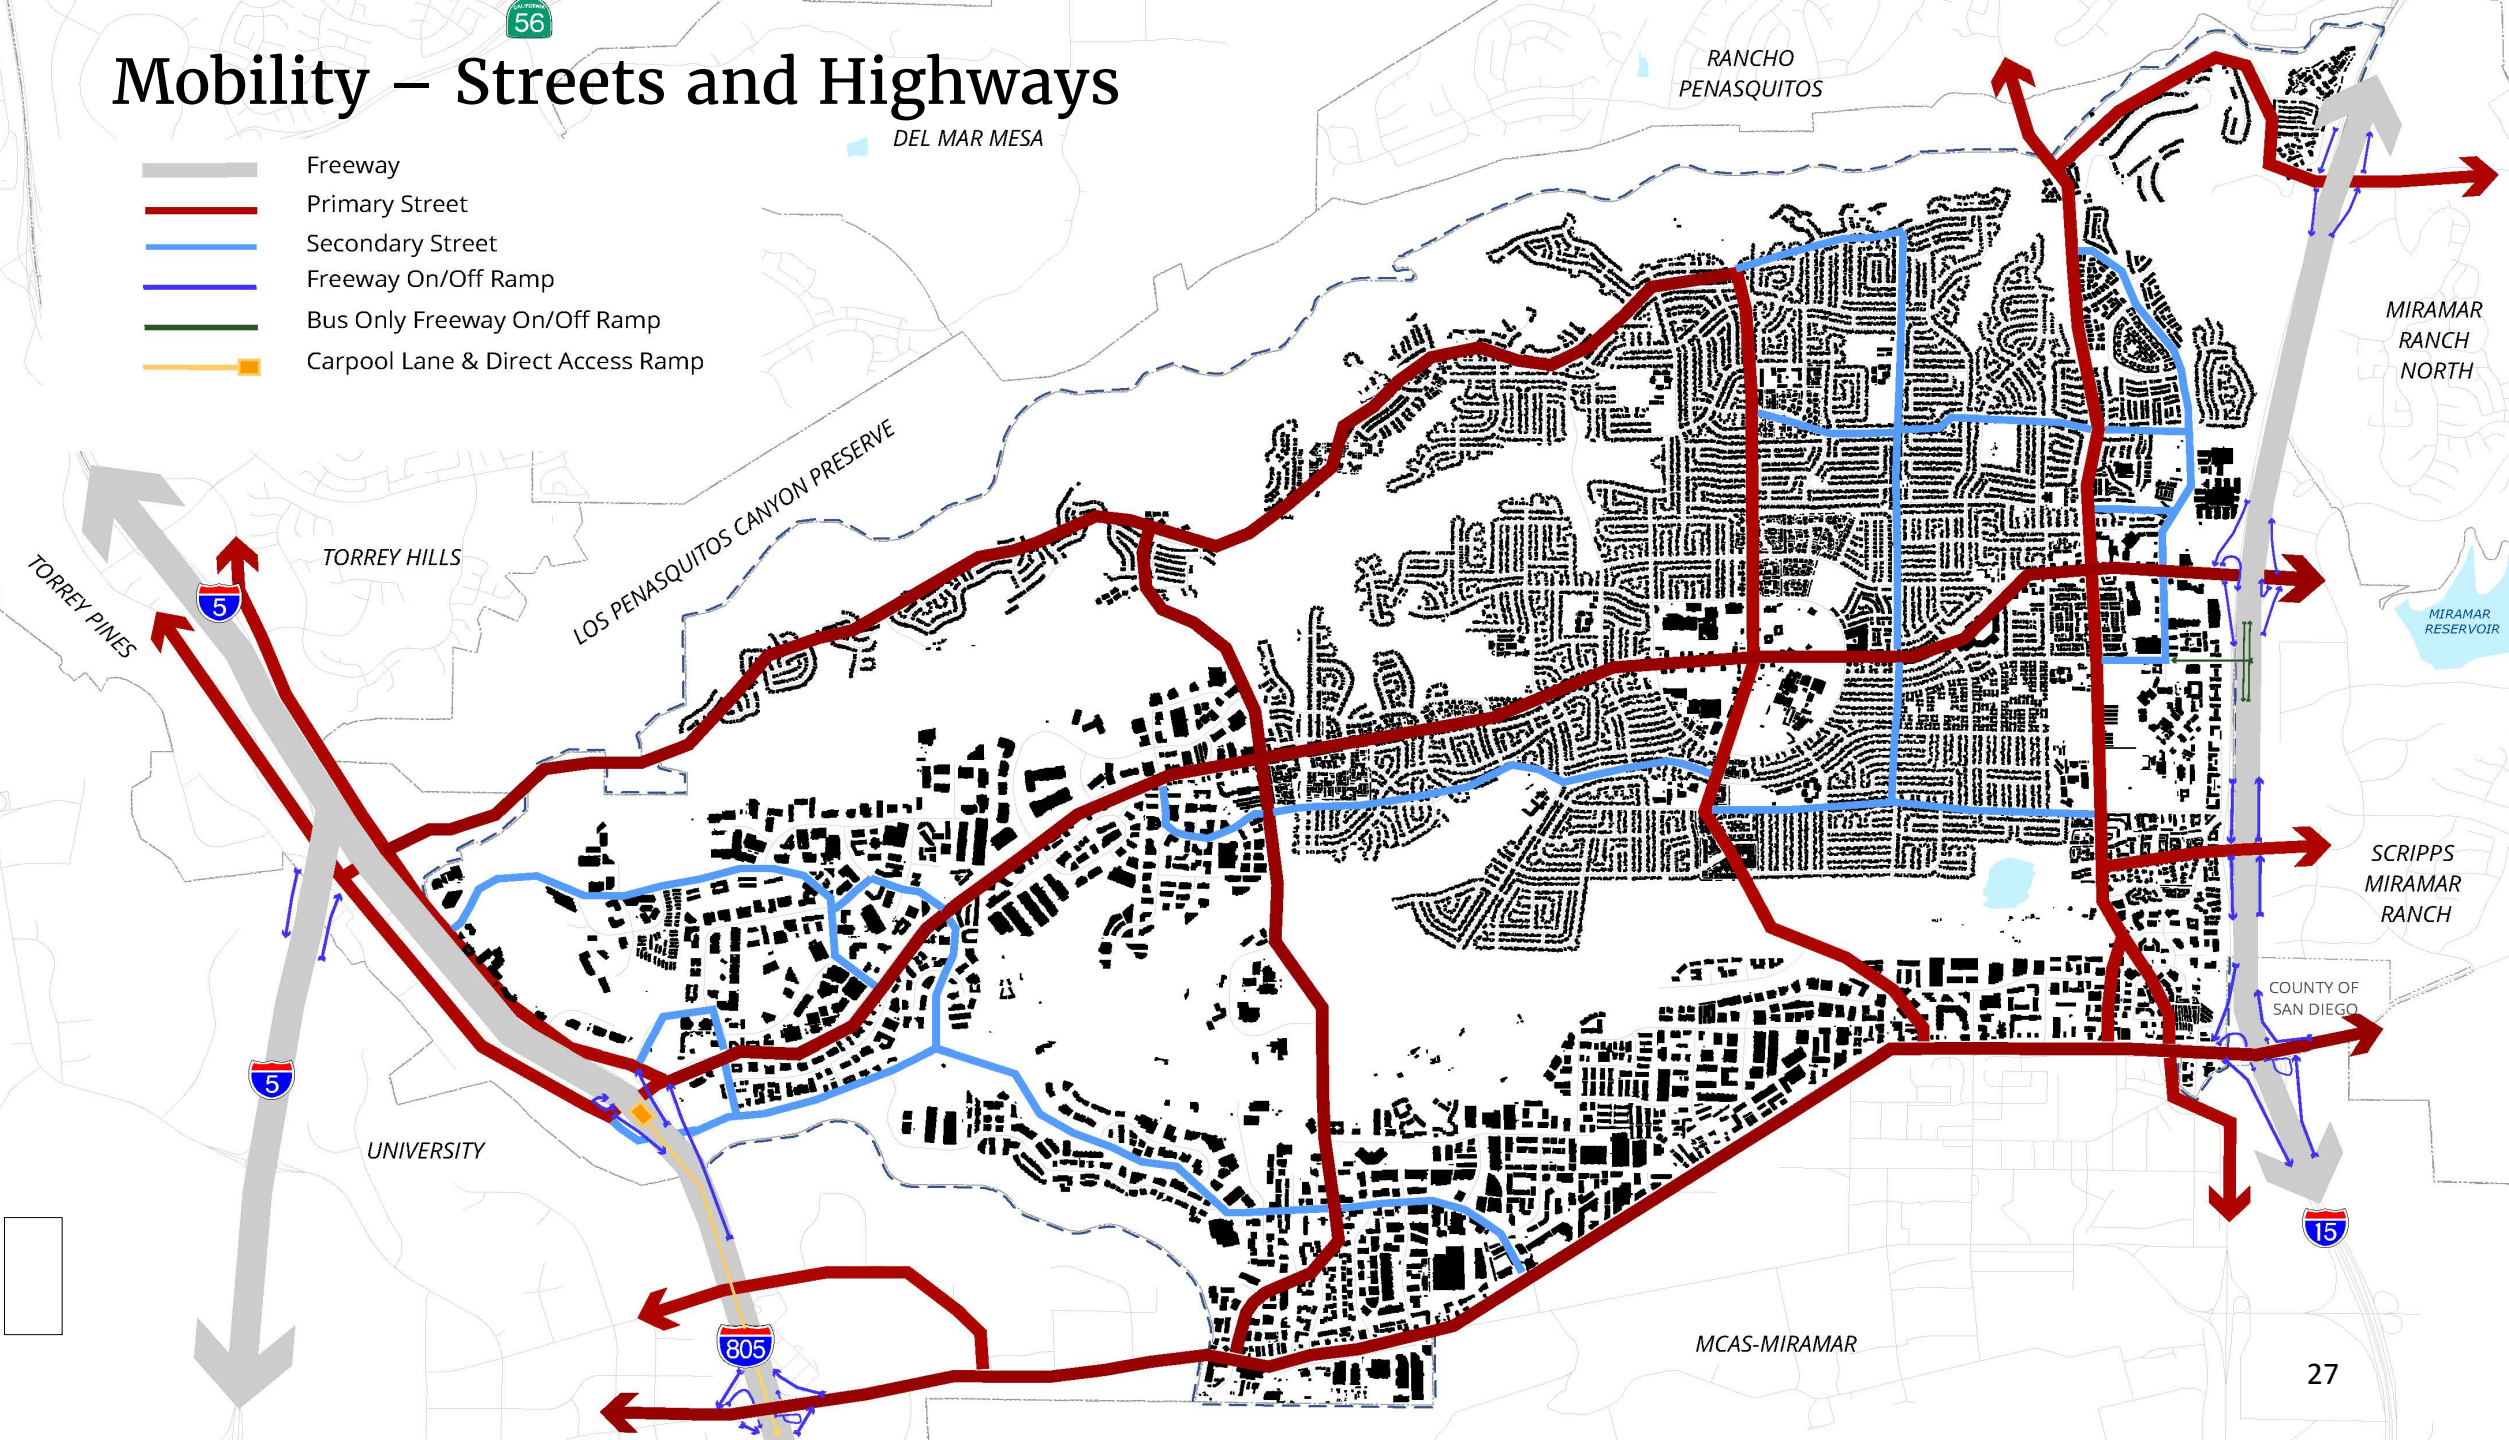 CALIFORNIA
56
Mobility – Streets and Highways
RANCHO
PENASQUITOS
DEL MAR MESA
Freeway
Primary Street
Secondary Street
Freeway On/Off Ramp
Bus Only Freeway On/Off Ramp
Carpool Lane & Direct Access Ramp
MIRAMAR
RANCH
NORTH
LOS PENASQUITOS CANYON PRESERVE
TORREY HILLS
TORREY PINES
5
MIRAMAR
RESERVOIR
SCRIPPS
MIRAMAR
RANCH
COUNTY OF
SAN DIEGO
5
UNIVERSITY
15
805
MCAS-MIRAMAR
27